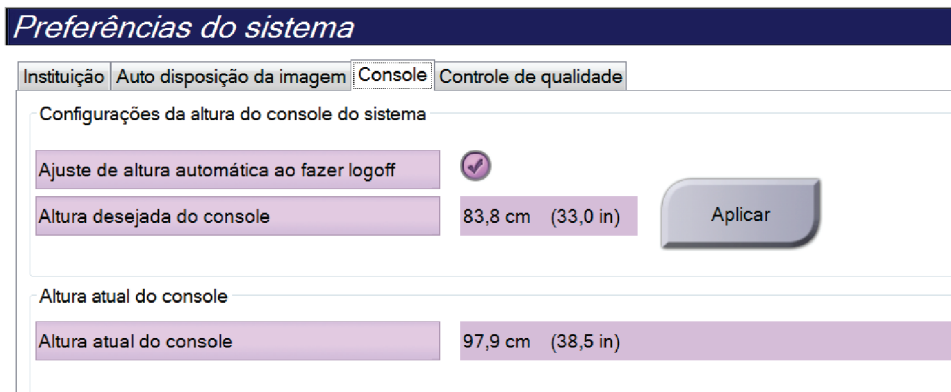 Preferências do sistema
Instituição Auto disposição da imagem Console Controle de qualidade
Configurações da altura do console do sistema
Ajuste de altura automática ao fazer logoff
Altura desejada do console 83,8 cm (33,0 in) Aplicar
Altura atual do console
Altura atual do console 97,9 cm (38,5 in)